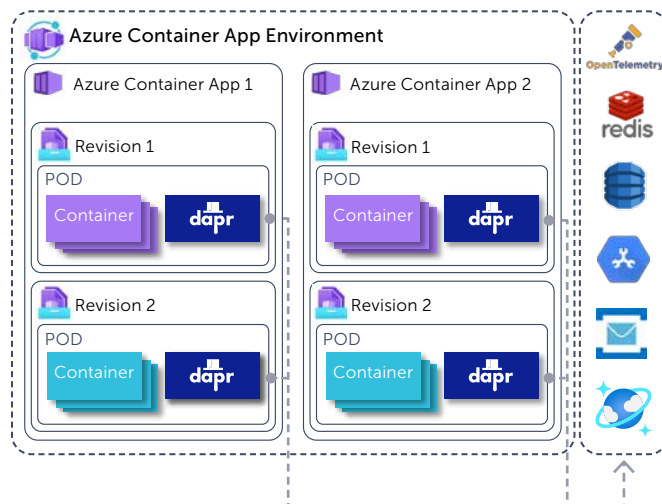 Azure Container App Environment
Azure Container App 1
Revision 1
POD
Container
dapr
Revision 2
POD
Container
dapr
Azure Container App 2
Revision 1
POD
Container
dapr
Revision 2
POD
Container
dapr
OpenTelemetry
redis